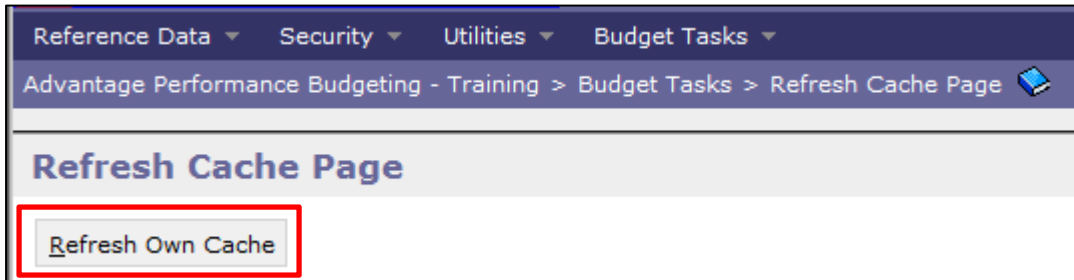 Reference Data Security Utilities Budget Tasks
Advantage Performance Budgeting - Training > Budget Tasks > Refresh Cache Page
Refresh Cache Page
Refresh Own Cache